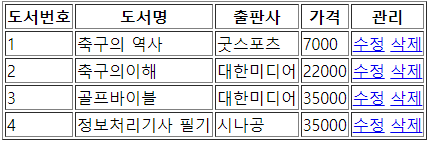 도서번호 도서명 출판사 가격 관리
1 축구의 역사 굿스포츠 7000 수정 삭제
2 축구의이해 대한미디어 22000 수정 삭제
3 골프바이블 대한미디어 35000 수정 삭제
4 정보처리기사 필기 시나공 35000 수정 삭제